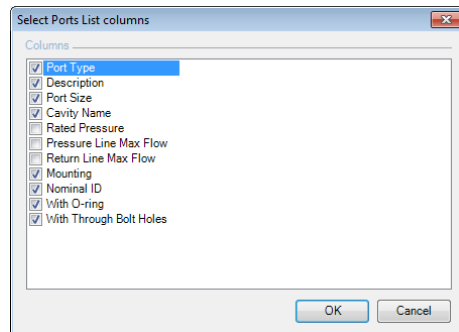 Select Ports List columns
Columns
Port Type
Description
Port Size
Cavity Name
Rated Pressure
Pressure Line Max Flow
Return Line Max Flow
Mounting
Nominal ID
With O-ring
With Through Bolt Holes
OK Cancel